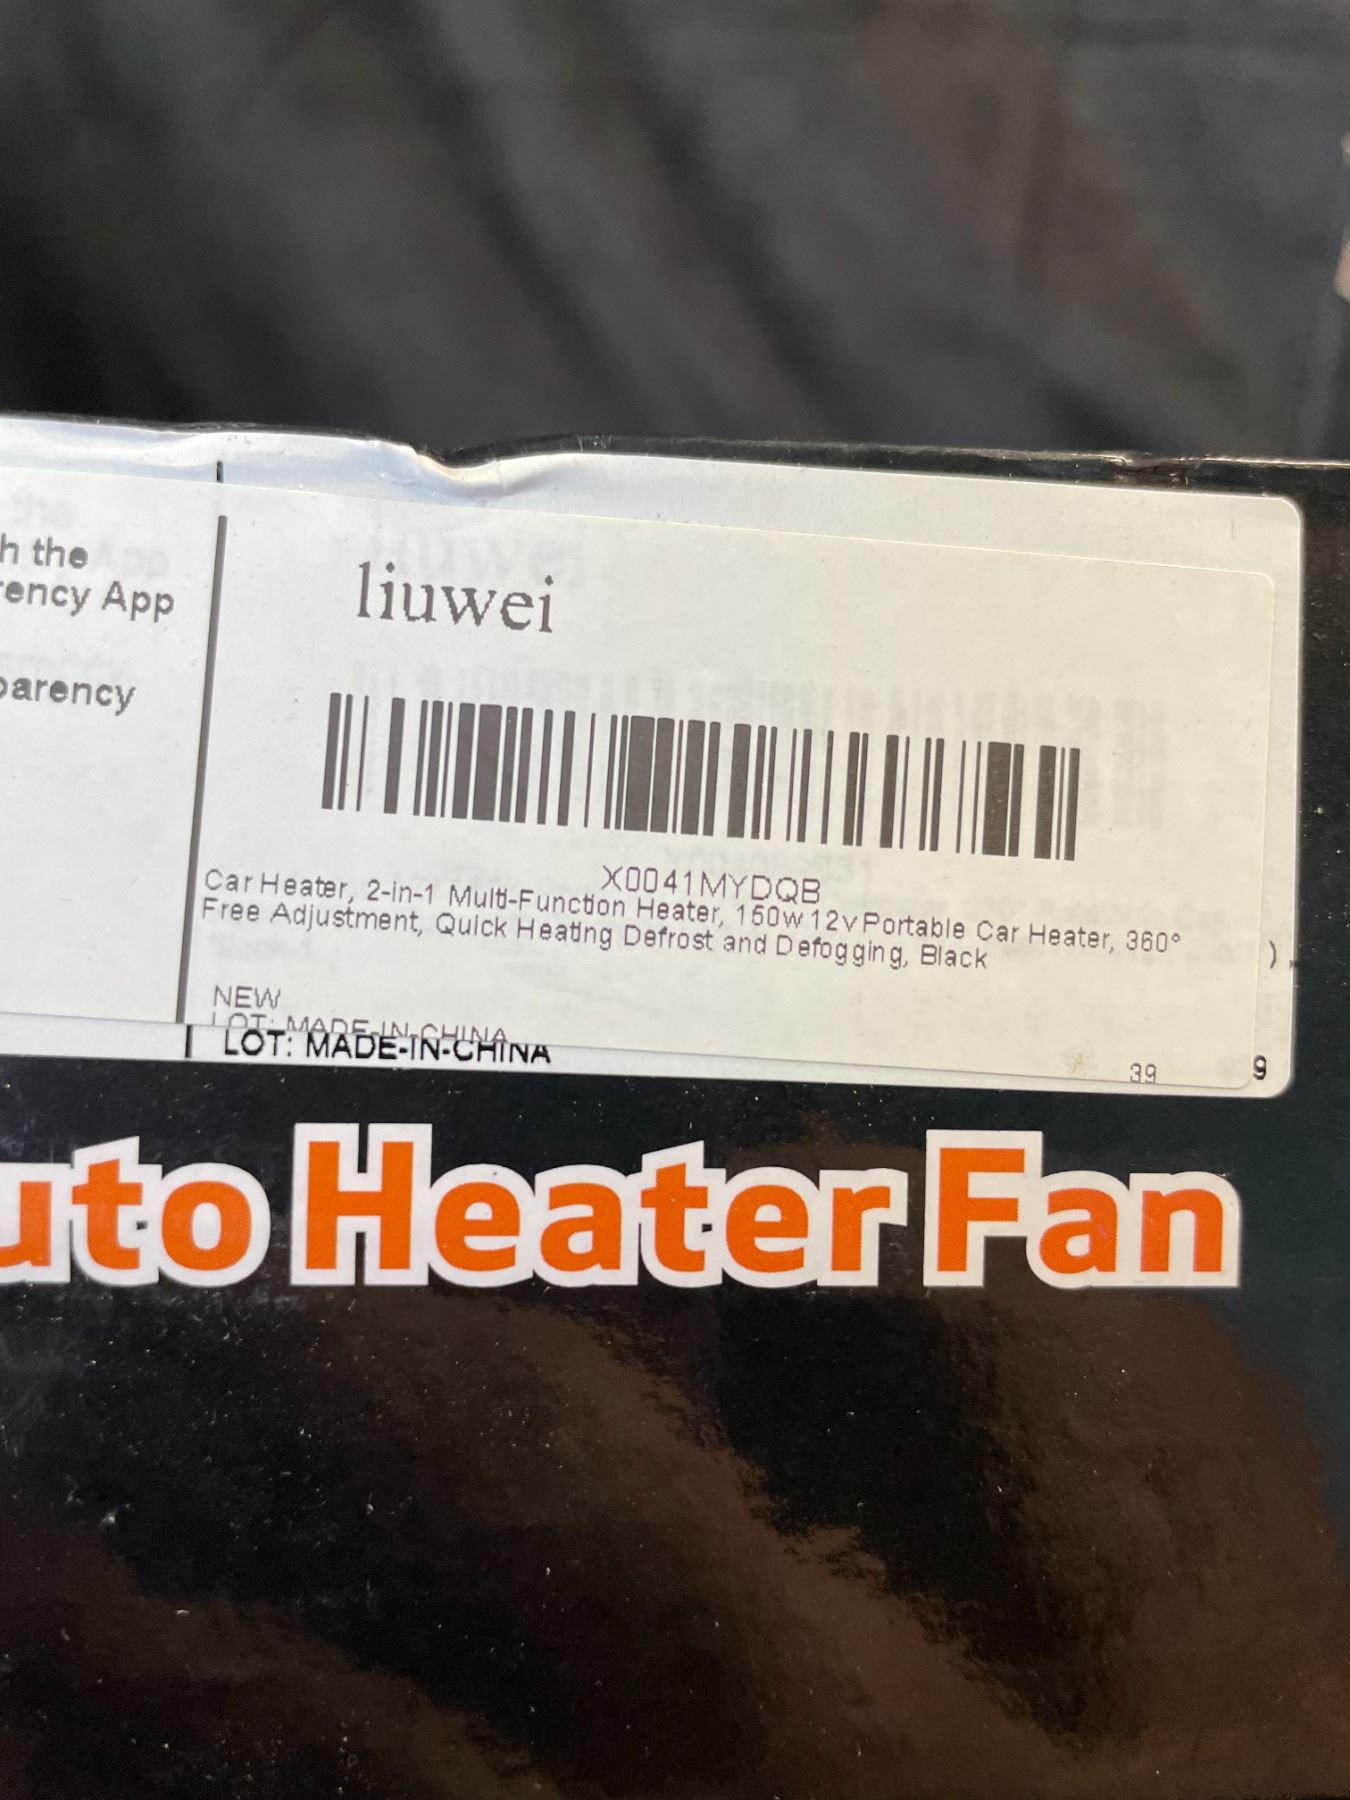 h the
rency App
parency
liuwei
X0041MYDQB
Car Heater, 2-in-1 Multi-Function Heater, 150w 12v Portable Car Heater, 360°
Free Adjustment, Quick Heating Defrost and Defogging, Black
)
NEW
LOT: MADE-IN-CHINA
LOT: MADE-IN-CHINA
39
9
uto Heater Fan